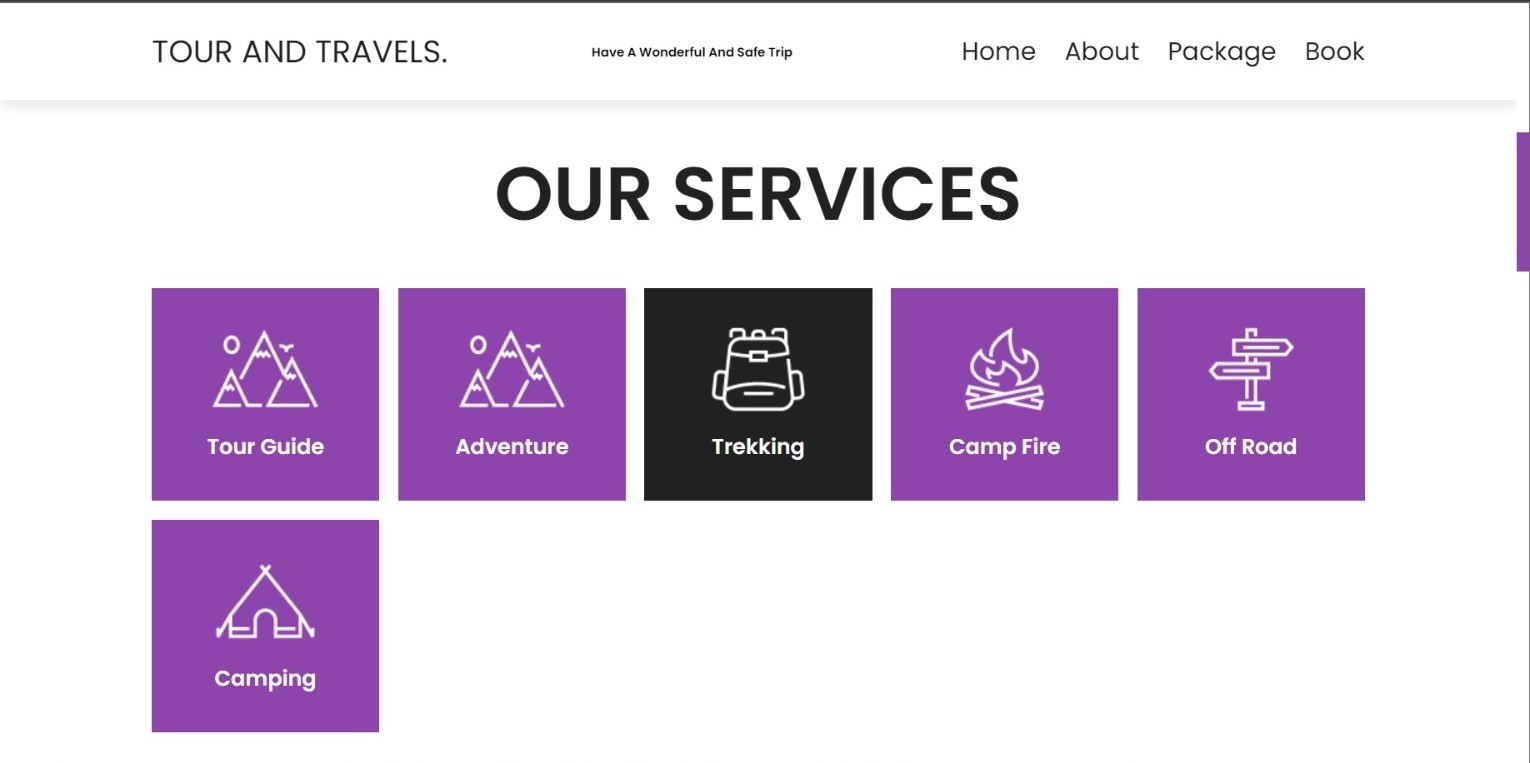 TOUR AND TRAVELS.
Have A Wonderful And Safe Trip
Home About Package Book
OUR SERVICES
Tour Guide
Adventure
Trekking
Camp Fire
Off Road
Camping